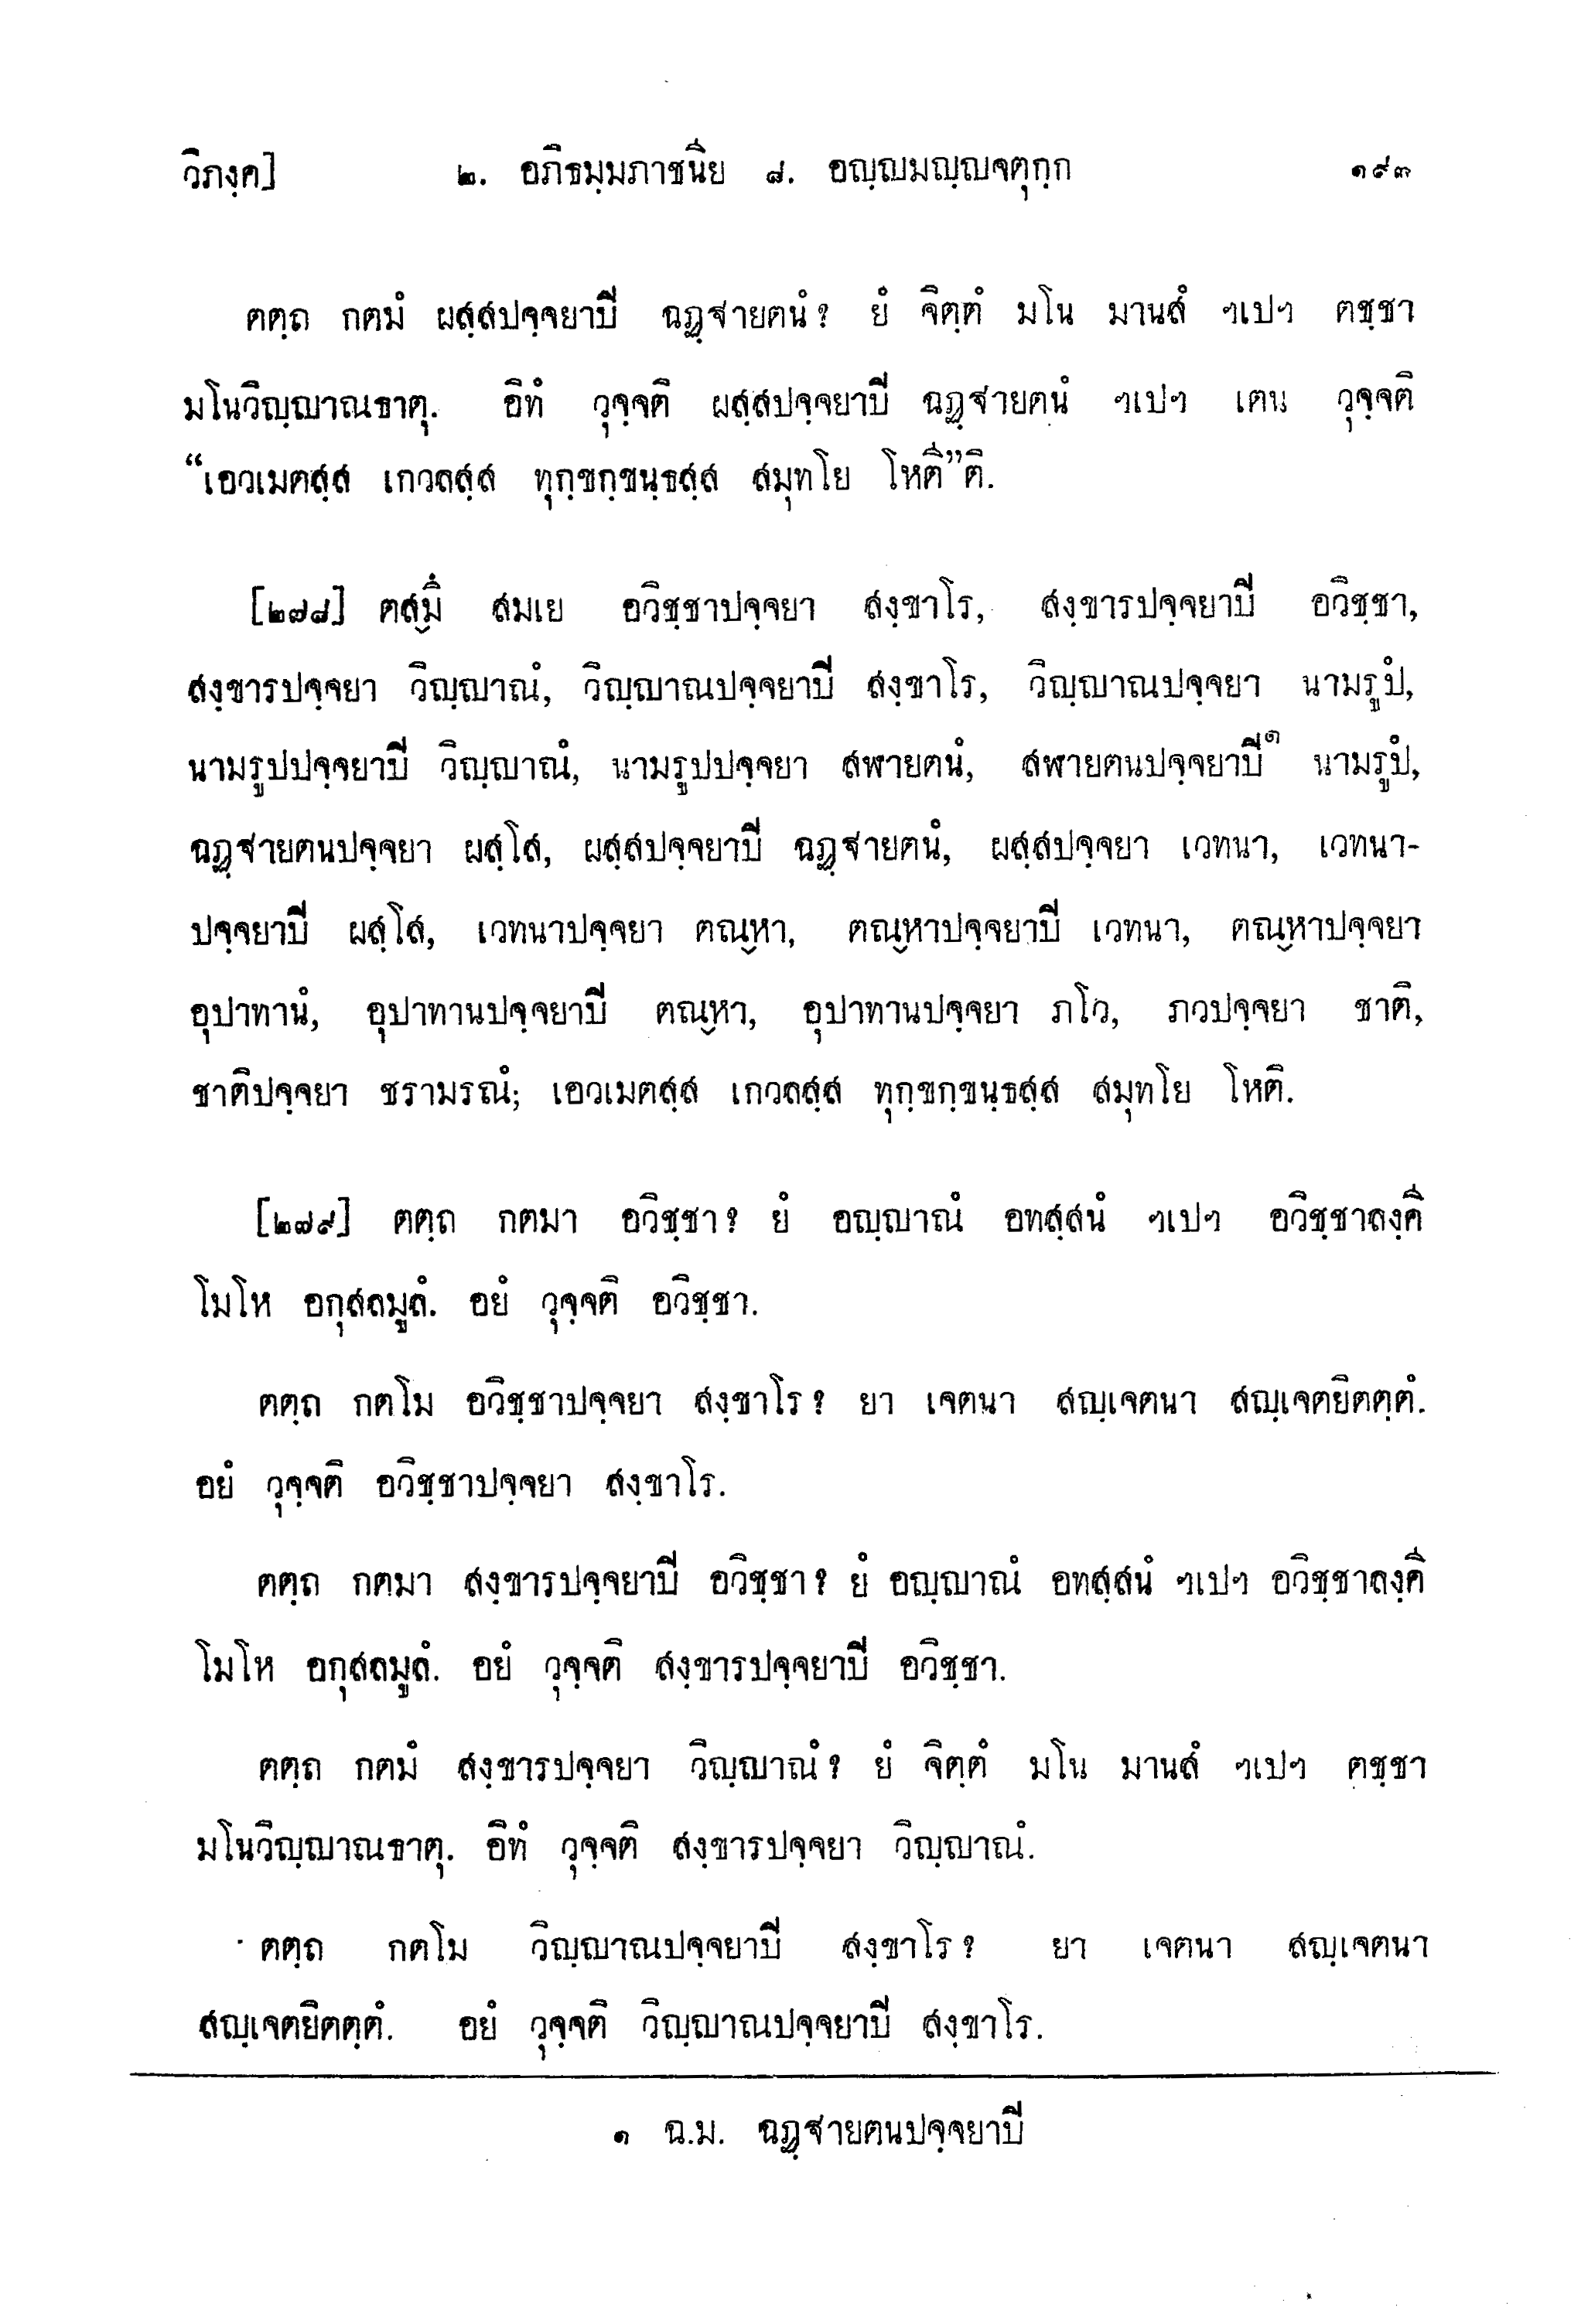 วิภงฺค]	๒. อภิธมฺมภาชนีย ๘. อญฺญมญฺญจตุกฺก	๑๙๓
ตตฺถ กตมํ ผสฺสปจฺจยาปี ฉฏฺฐายตนํ? ยํ จิตฺตํ มโน มานสํ ฯเปฯ ตชฺชา
มโนวิญฺญาณธาตุ. อิทํ วุจฺจติ ผสฺสปจฺจยาปี ฉฏฺฐายตนํ ฯเปฯ เตน วุจฺจติ
“เอวเมตสฺส เกวลสฺส ทุกฺขกฺขนฺธสฺส สมุทโย โหตี”ติ.
[๒๗๘] ตสฺมึ สมเย อวิชฺชาปจฺจยา สงฺขาโร, สงฺขารปจฺจยาปี อวิชฺชา,
สงฺขารปจฺจยา วิญฺญาณํ, วิญฺญาณปจฺจยาปี สงฺขาโร, วิญฺญาณปจฺจยา นามรูปํ,
นามรูปปจฺจยาปี วิญฺญาณํ, นามรูปปจฺจยา สฬายตนํ, สฬายตนปจฺจยาปี๑ นามรูปํ,
ฉฏฺฐายตนปจฺจยา ผสฺโส, ผสฺสปจฺจยาปี ฉฏฺฐายตนํ, ผสฺสปจฺจยา เวทนา, เวทนา-
ปจฺจยาปี ผสฺโส, เวทนาปจฺจยา ตณฺหา, ตณฺหาปจฺจยาปี เวทนา, ตณฺหาปจฺจยา
อุปาทานํ, อุปาทานปจฺจยาปี ตณฺหา, อุปาทานปจฺจยา ภโว, ภวปจฺจยา ชาติ,
ชาติปจฺจยา ชรามรณํ; เอวเมตสฺส เกวลสฺส ทุกฺขกฺขนฺธสฺส สมุทโย โหติ.
[๒๗๙] ตตฺถ กตมา อวิชฺชา? ยํ อญฺญาณํ อทสฺสนํ ฯเปฯ อวิชฺชาลงฺคี
โมโห อกุสลมูลํ. อยํ วุจฺจติ อวิชฺชา.
ตตฺถ กตโม อวิชฺชาปจฺจยา สงฺขาโร? ยา เจตนา สญฺเจตนา สญฺเจตยิตตฺตํ.
อยํ วุจฺจติ อวิชฺชาปจฺจยา สงฺขาโร.
ตตฺถ กตมา สงฺขารปจฺจยาปี อวิชฺชา? ยํ อญฺญาณํ อทสฺสนํ ฯเปฯ อวิชฺชาลงฺคี
โมโห อกุสลมูลํ. อยํ วุจฺจติ สงฺขารปจฺจยาปี อวิชฺชา.
ตตฺถ กตมํ สงฺขารปจฺจยา วิญฺญาณํ? ยํ จิตฺตํ มโน มานสํ ฯเปฯ ตชฺชา
มโนวิญฺญาณธาตุ. อิทํ วุจฺจติ สงฺขารปจฺจยา วิญฺญาณํ.
ตตฺถ กตโม วิญฺญาณปจฺจยาปี สงฺขาโร? ยา เจตนา สญฺเจตนา
สญฺเจตยิตตฺตํ. อยํ วุจฺจติ วิญฺญาณปจฺจยาปี สงฺขาโร.
๑ ฉ.ม. ฉฏฺฐายตนปจฺจยาปี